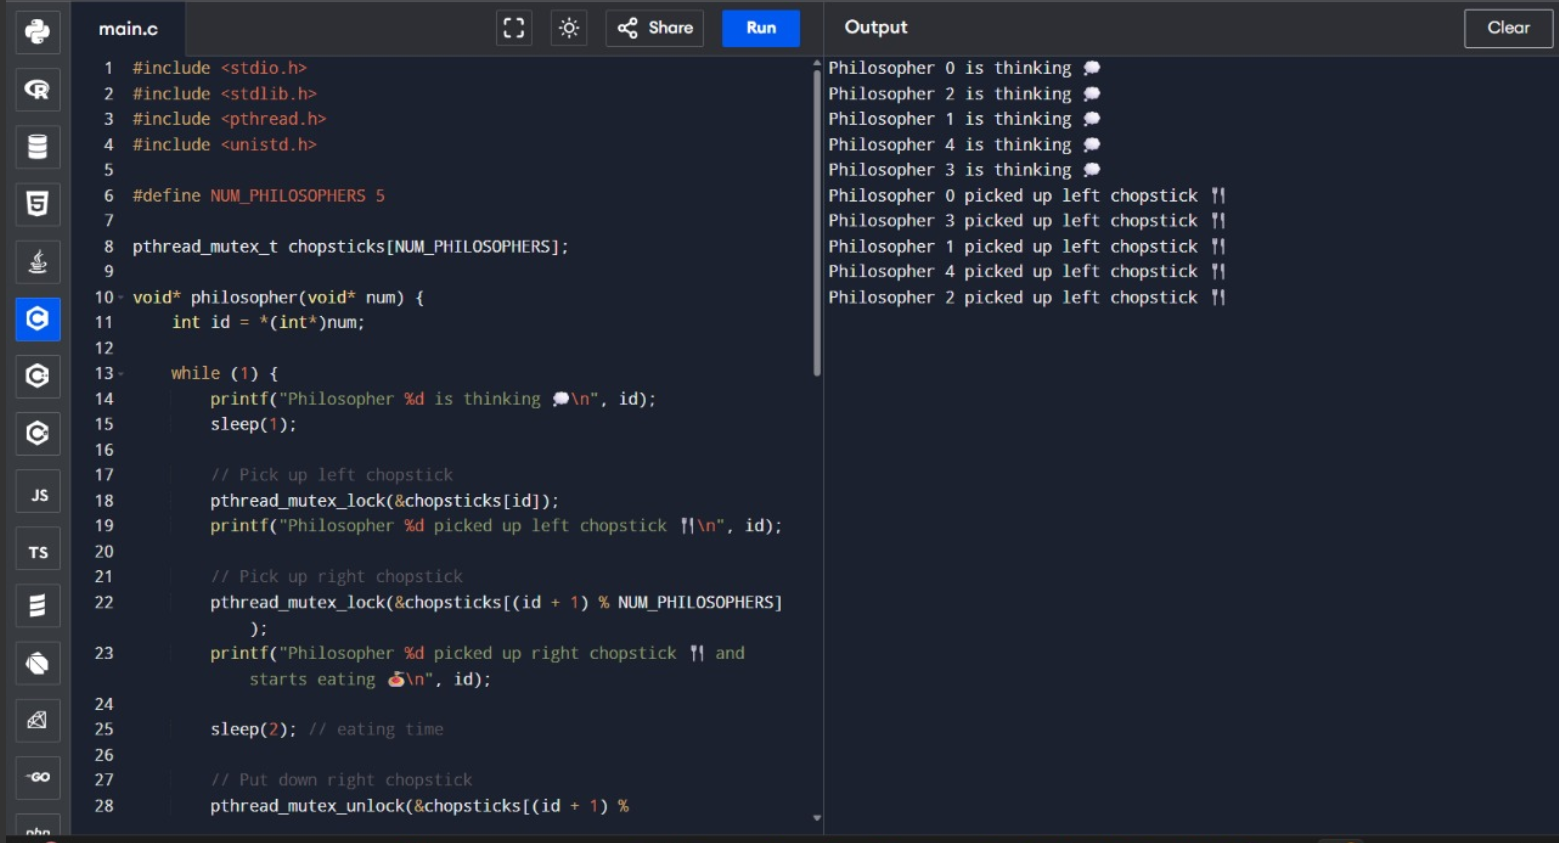 main.c
Share
Run
Output
Clear
1 #include <stdio.h>
2 #include <stdlib.h>
3 #include <pthread.h>
4 #include <unistd.h>
5
6 #define NUM_PHILOSOPHERS 5
7
8 pthread_mutex_t chopsticks[NUM_PHILOSOPHERS];
9
10 void* philosopher(void* num) {
11 int id = *(int*)num;
12
13 while (1) {
14 printf("Philosopher %d is thinking 💭\n", id);
15 sleep(1);
16
17 // Pick up left chopstick
18 pthread_mutex_lock(&chopsticks[id]);
19 printf("Philosopher %d picked up left chopstick 🍴\n", id);
20
21 // Pick up right chopstick
22 pthread_mutex_lock(&chopsticks[(id + 1) % NUM_PHILOSOPHERS]
);
23 printf("Philosopher %d picked up right chopstick 🍴 and
starts eating 🍝\n", id);
24
25 sleep(2); // eating time
26
27 // Put down right chopstick
28 pthread_mutex_unlock(&chopsticks[(id + 1) %
Philosopher 0 is thinking 💭
Philosopher 2 is thinking 💭
Philosopher 1 is thinking 💭
Philosopher 4 is thinking 💭
Philosopher 3 is thinking 💭
Philosopher 0 picked up left chopstick 🍴
Philosopher 3 picked up left chopstick 🍴
Philosopher 1 picked up left chopstick 🍴
Philosopher 4 picked up left chopstick 🍴
Philosopher 2 picked up left chopstick 🍴
R
5
C
C
C
JS
TS
GO
php